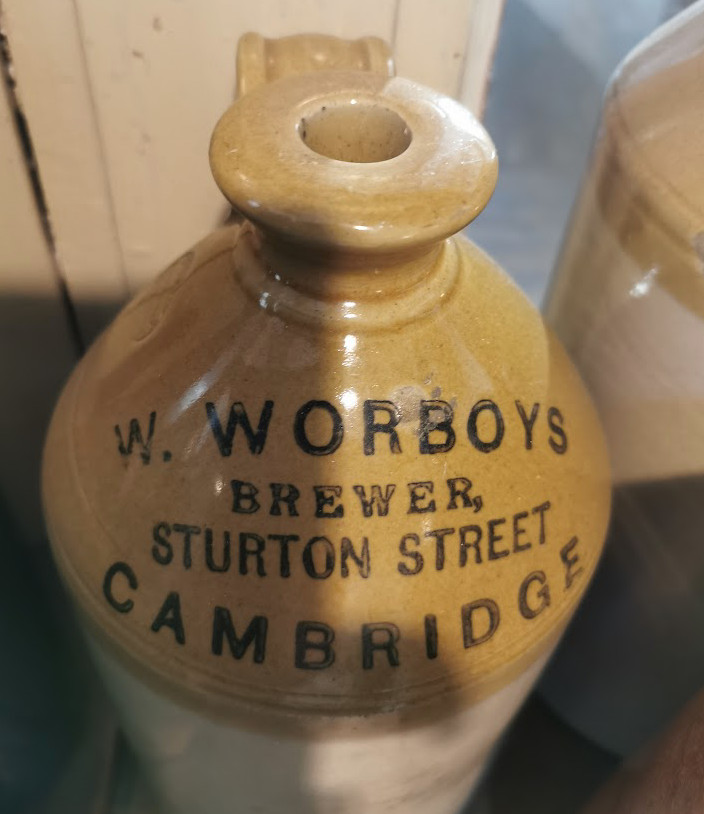 W. WORBOYS
BREWER,
STURTON STREET
CAMBRIDGE